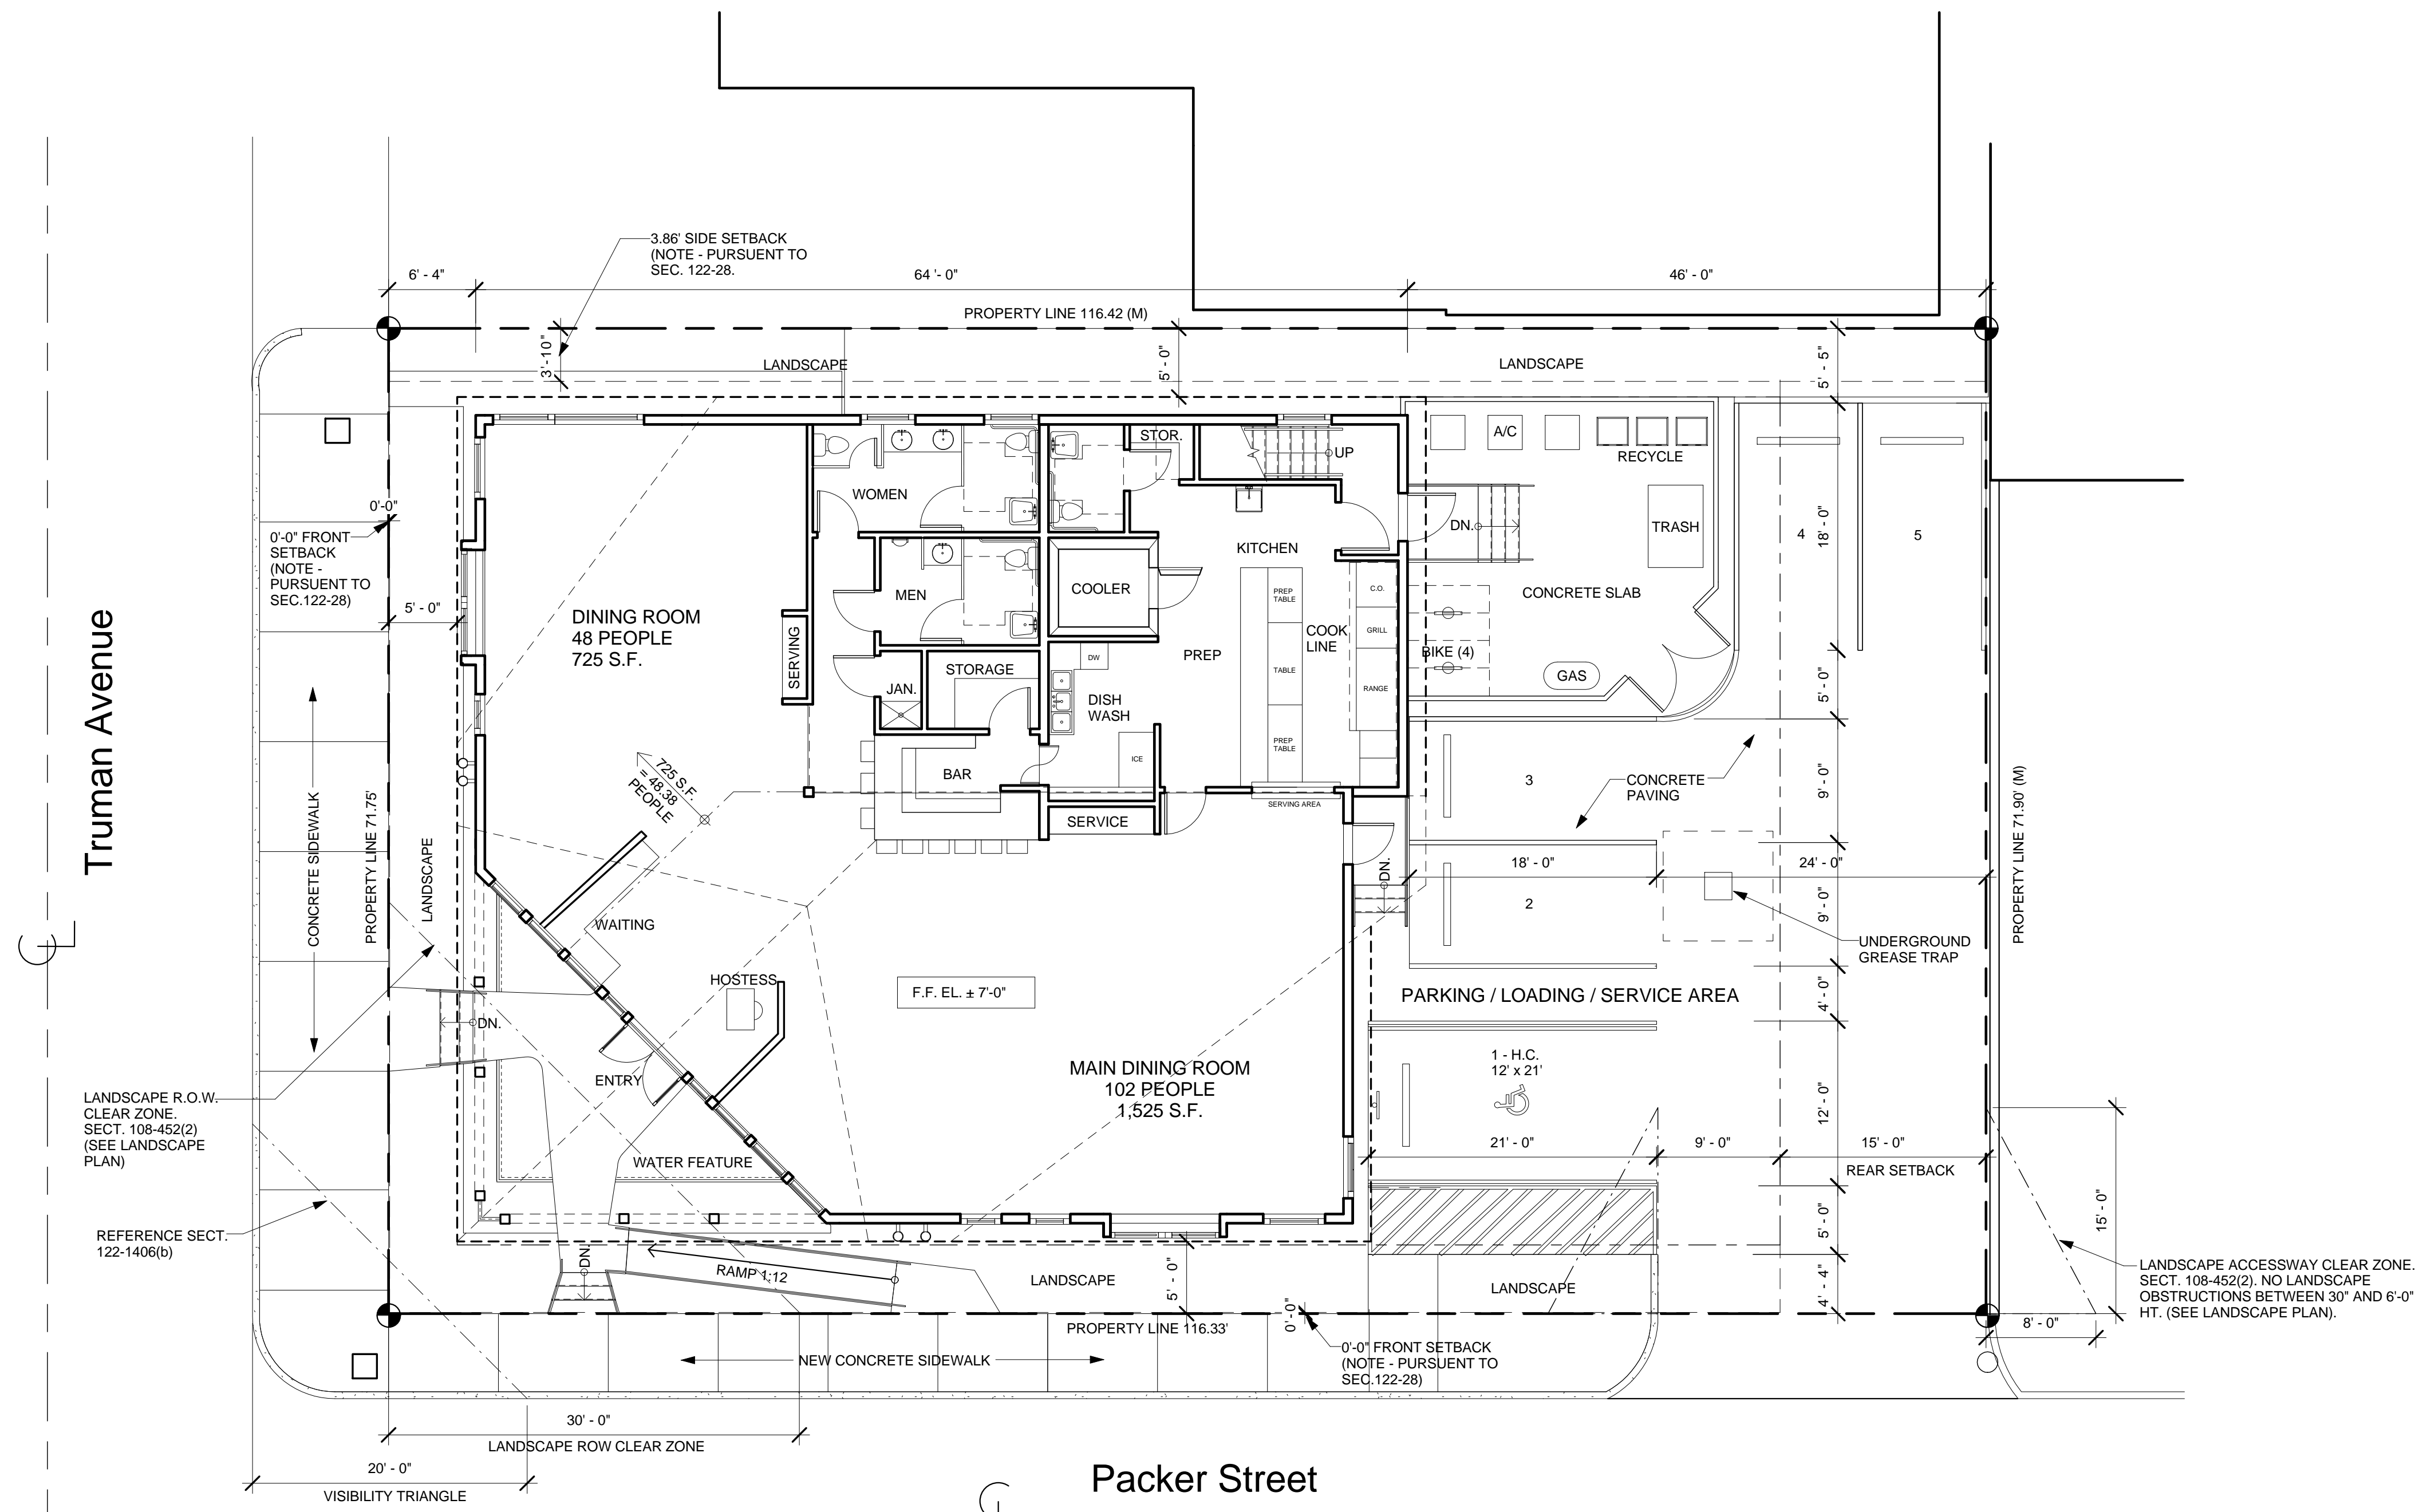 3.86' SIDE SETBACK
(NOTE - PURSUENT TO
SEC. 122-28.
6' - 4"
64 '- 0"
46' - 0"
PROPERTY LINE 116.42 (M)
3'-10"
LANDSCAPE
5' - 0"
LANDSCAPE
5' - 5"
A/C
RECYCLE
STOR.
UP
WOMEN
0'-0"
0'-0" FRONT
SETBACK
(NOTE -
PURSUENT TO
SEC.122-28)
DN.
TRASH
4
18' - 0"
5
KITCHEN
COOLER
MEN
PREP
TABLE
C.O.
CONCRETE SLAB
5' - 0"
DINING ROOM
48 PEOPLE
725 S.F.
SERVING
GRILL
COOK
LINE
PREP
BIKE (4)
STORAGE
DW
TABLE
GAS
JAN.
RANGE
5' - 0"
DISH
WASH
Truman Avenue
PREP
TABLE
ICE
BAR
725 S.F.
= 48.38
PEOPLE
3
CONCRETE
PAVING
9' - 0"
SERVING AREA
SERVICE
CONCRETE SIDEWALK
PROPERTY LINE 71.75'
LANDSCAPE
PROPERTY LINE 71.90' (M)
18' - 0"
24' - 0"
DN.
2
9' - 0"
WAITING
UNDERGROUND
GREASE TRAP
HOSTESS
F.F. EL. ± 7'-0"
PARKING / LOADING / SERVICE AREA
4' - 0"
DN.
1 - H.C.
12' x 21'
MAIN DINING ROOM
102 PEOPLE
1,525 S.F.
ENTRY
LANDSCAPE R.O.W.
CLEAR ZONE.
SECT. 108-452(2)
(SEE LANDSCAPE
PLAN)
12' - 0"
21' - 0"
9' - 0"
15' - 0"
REAR SETBACK
WATER FEATURE
15' - 0"
REFERENCE SECT.
122-1406(b)
5' - 0"
DN.
RAMP 1:12
LANDSCAPE
5' - 0"
LANDSCAPE
4' - 4"
LANDSCAPE ACCESSWAY CLEAR ZONE.
SECT. 108-452(2). NO LANDSCAPE
OBSTRUCTIONS BETWEEN 30" AND 6'-0"
HT. (SEE LANDSCAPE PLAN).
8' - 0"
PROPERTY LINE 116.33'
0'-0"
NEW CONCRETE SIDEWALK
0'-0" FRONT SETBACK
(NOTE - PURSUENT TO
SEC.122-28)
30' - 0"
LANDSCAPE ROW CLEAR ZONE
20' - 0"
VISIBILITY TRIANGLE
Packer Street